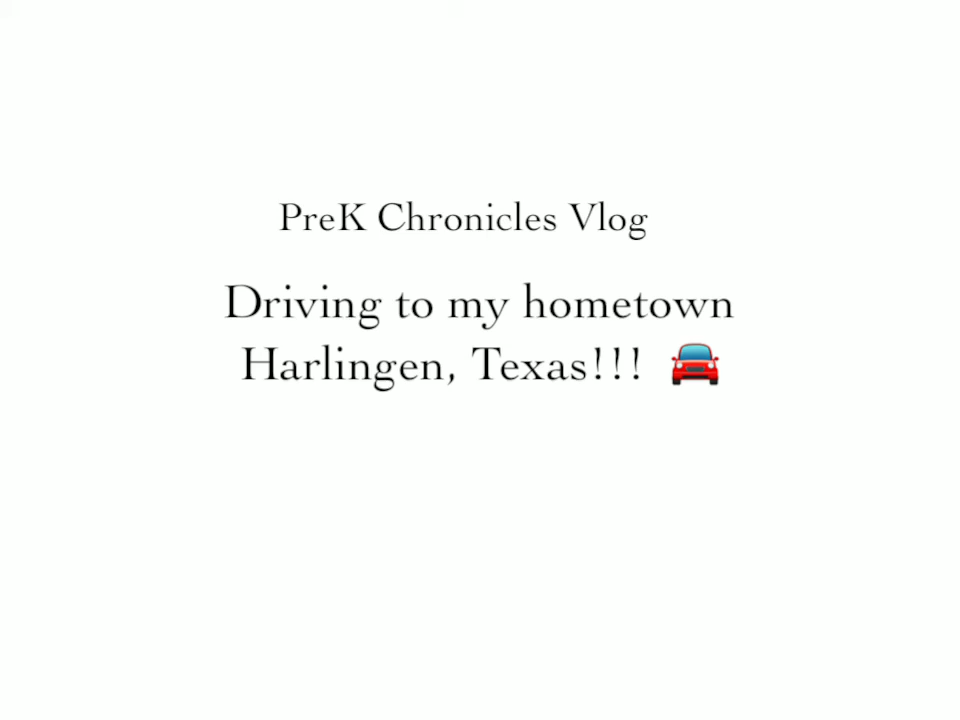 PreK Chronicles Vlog
Driving to my hometown
Harlingen, Texas!!! 🚘